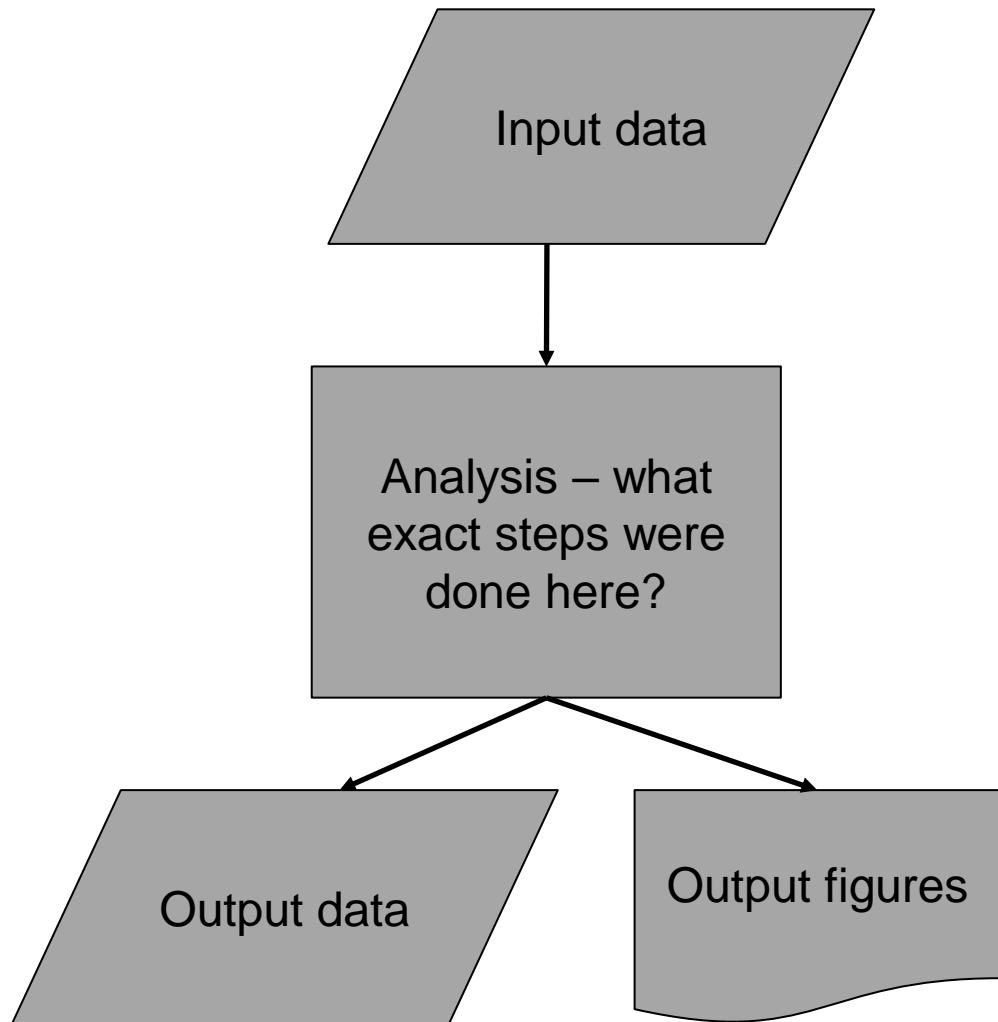 Input data
Analysis – what
exact steps were
done here?
Output data
Output figures